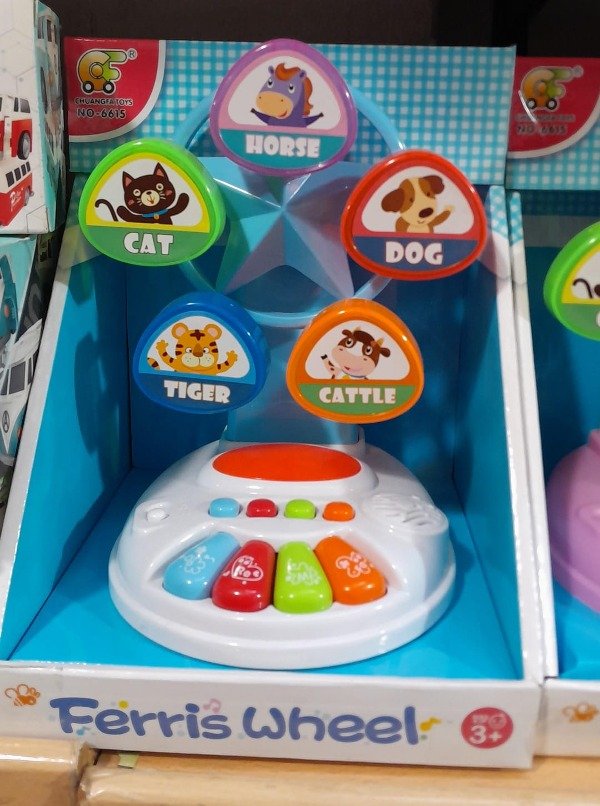 CHUANGFA TOYS
NO·6615
HORSE
CAT
DOG
TIGER
CATTLE
Ferris Wheel
3+